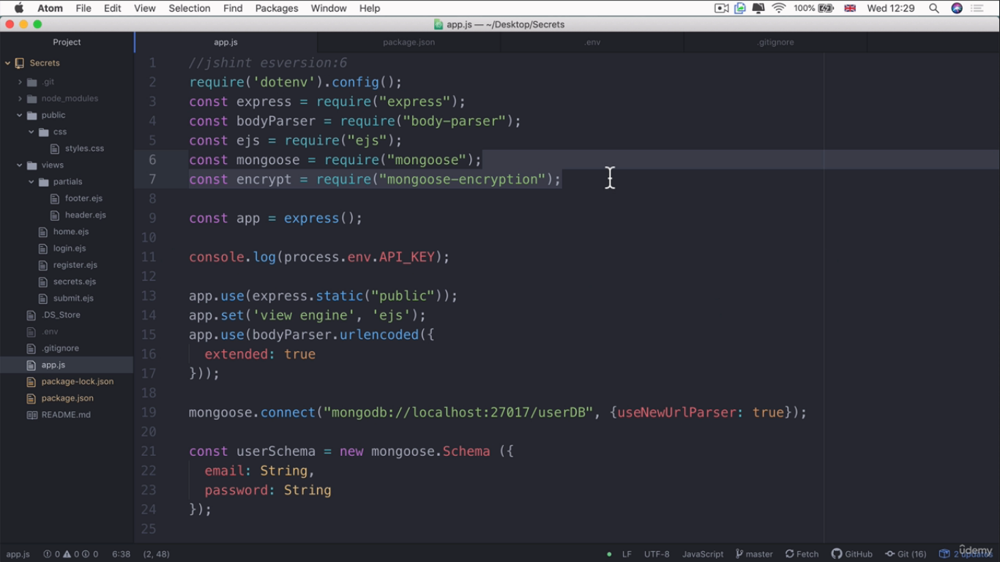 Atom File Edit View Selection Find Packages Window Help 100% Wed 12:29
app.js — ~/Desktop/Secrets
Project app.js package.json .env .gitignore
Secrets
.git
node_modules
public
css
styles.css
views
partials
footer.ejs
header.ejs
home.ejs
login.ejs
register.ejs
secrets.ejs
submit.ejs
.DS_Store
.env
.gitignore
app.js
package-lock.json
package.json
README.md
1 //jshint esversion:6
2 require('dotenv').config();
3 const express = require("express");
4 const bodyParser = require("body-parser");
5 const ejs = require("ejs");
6 const mongoose = require("mongoose");
7 const encrypt = require("mongoose-encryption");
8
9 const app = express();
10
11 console.log(process.env.API_KEY);
12
13 app.use(express.static("public"));
14 app.set('view engine', 'ejs');
15 app.use(bodyParser.urlencoded({
16 extended: true
17 }));
18
19 mongoose.connect("mongodb://localhost:27017/userDB", {useNewUrlParser: true});
20
21 const userSchema = new mongoose.Schema ({
22 email: String,
23 password: String
24 });
25
app.js 0 0 0 6:38 (2, 48) LF UTF-8 JavaScript master Fetch GitHub Git (16) 2 updates
udemy